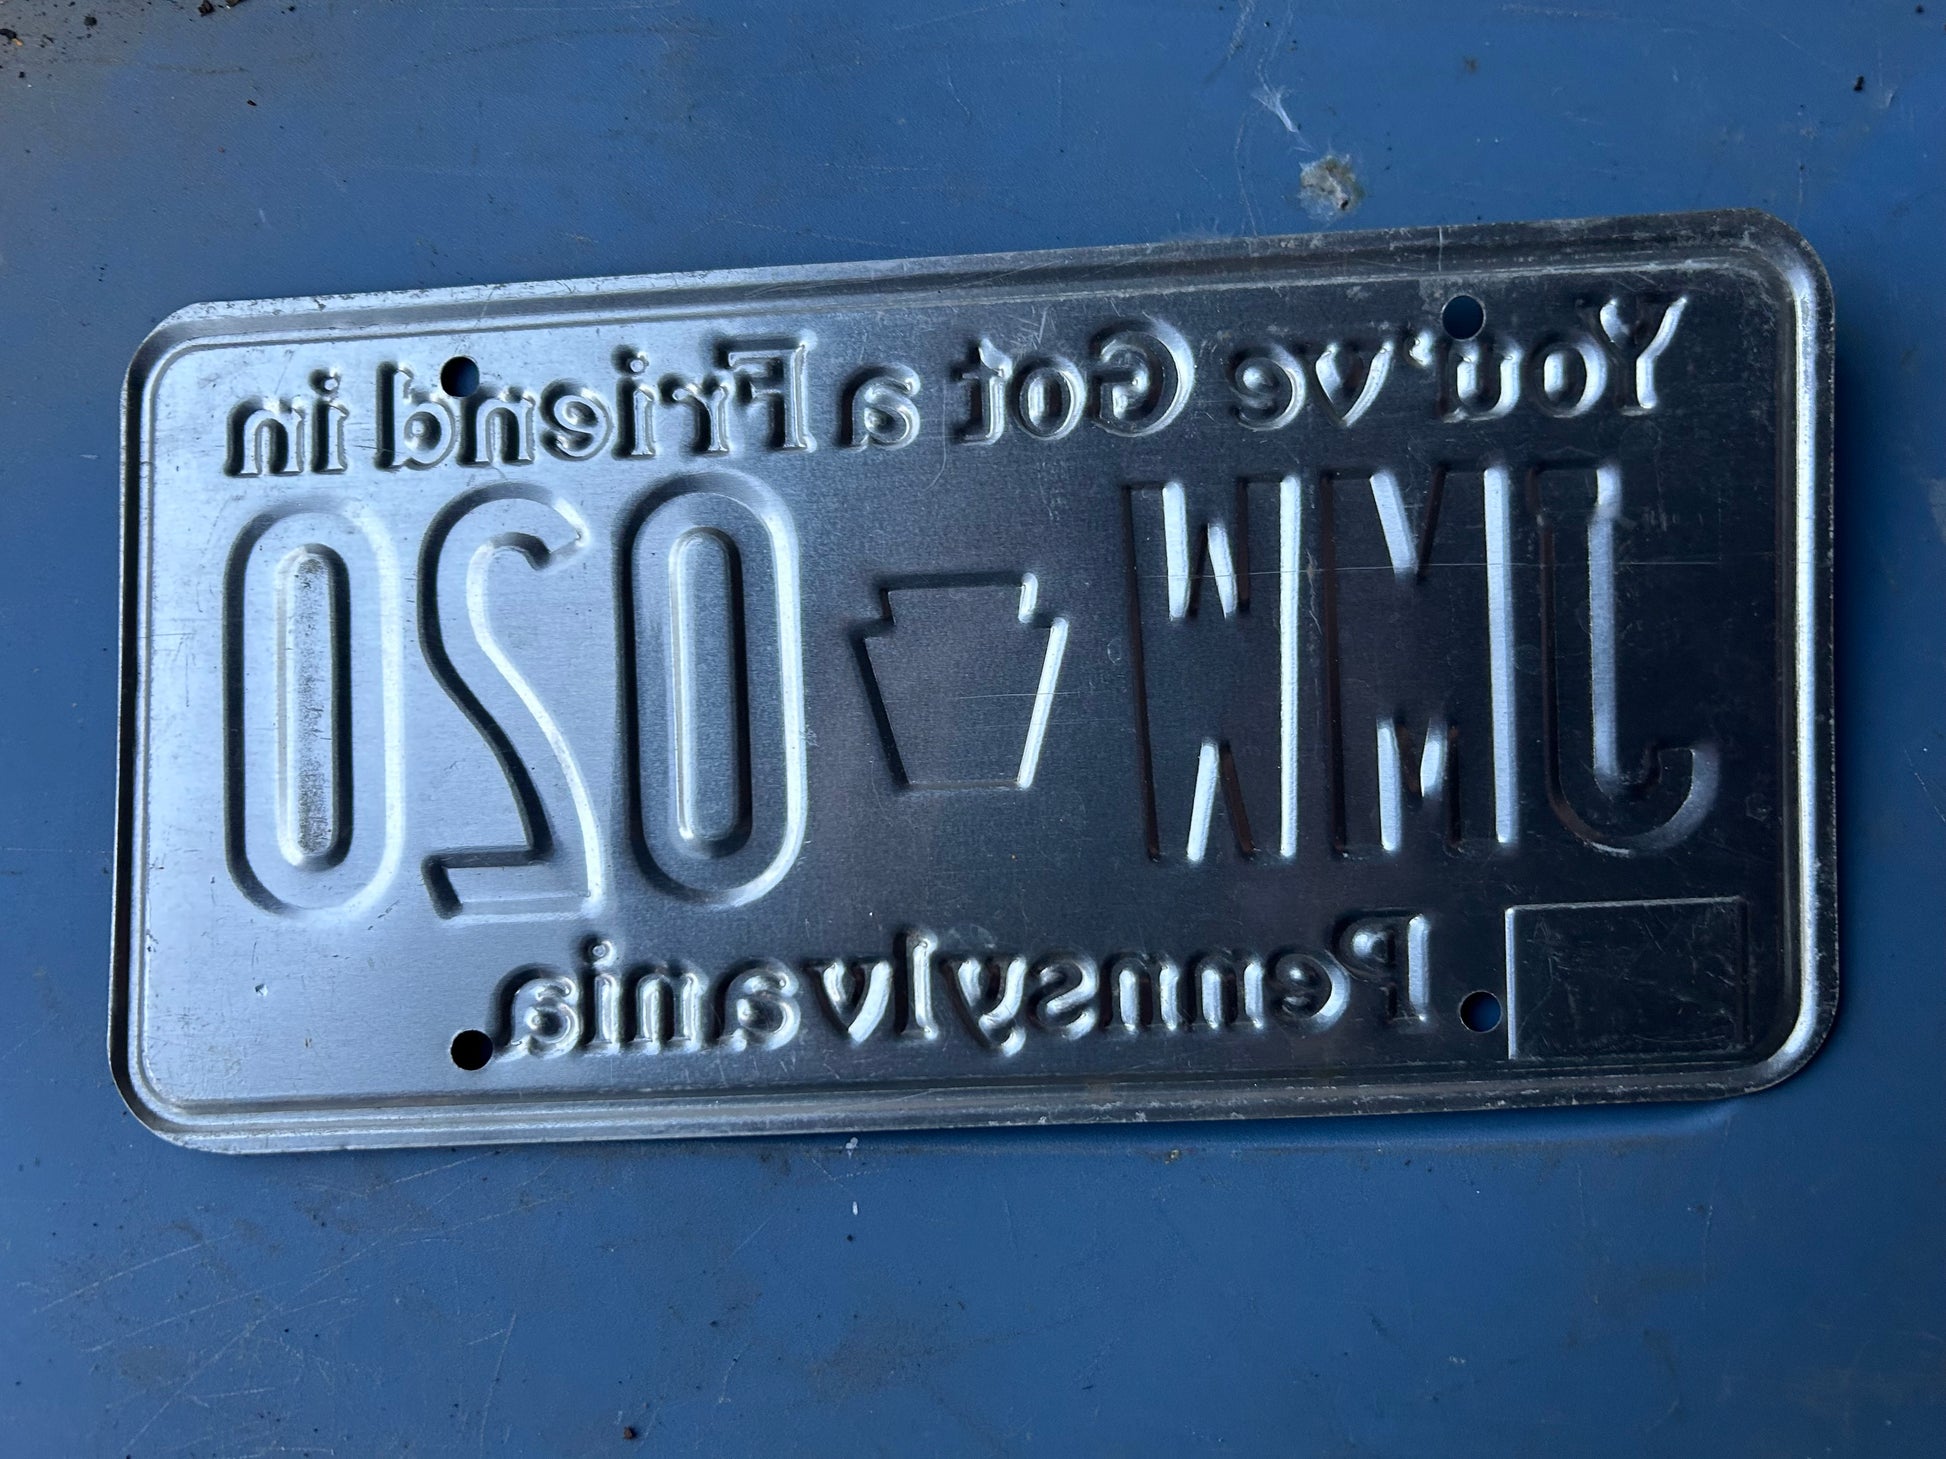 You've Got a Friend in
JMW 020
Pennsylvania